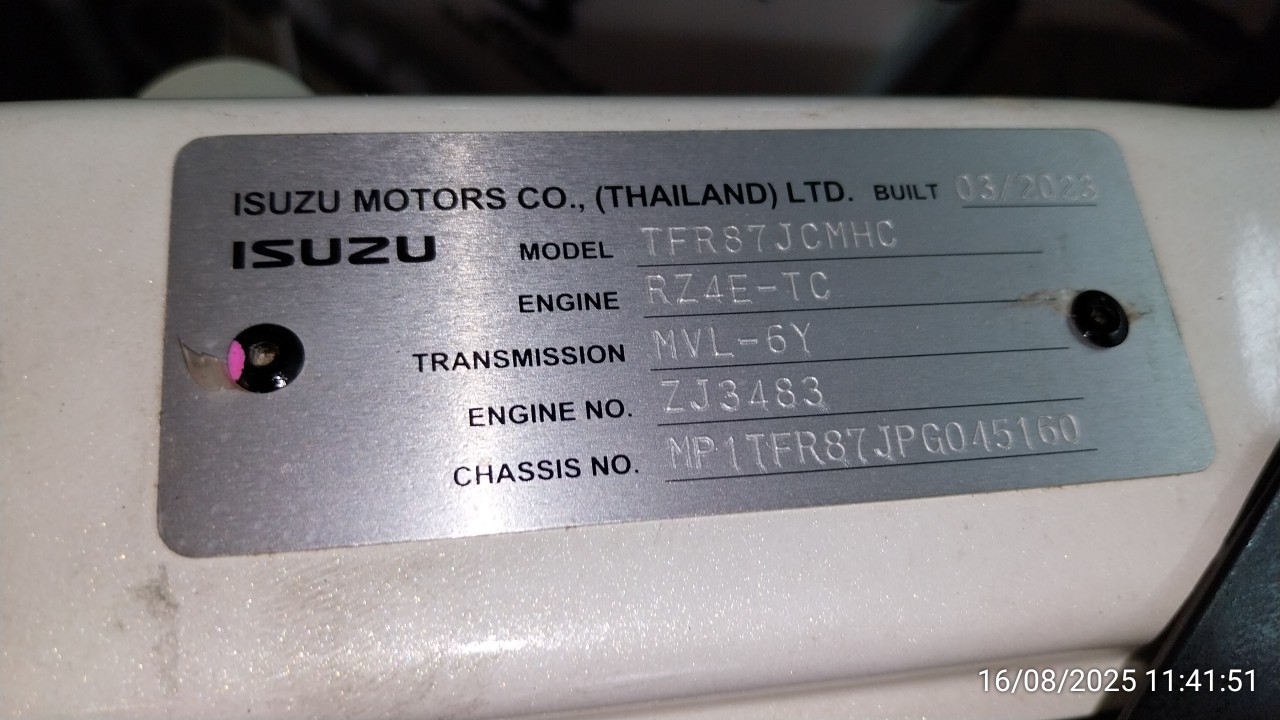 ISUZU MOTORS CO., (THAILAND) LTD. BUILT 03/2023
ISUZU
MODEL TFR87JCMHC
ENGINE RZ4E-TC
TRANSMISSION MVL-6Y
ENGINE NO. ZJ3483
CHASSIS NO. MP1TFR87JPG045160
16/08/2025 11:41:51